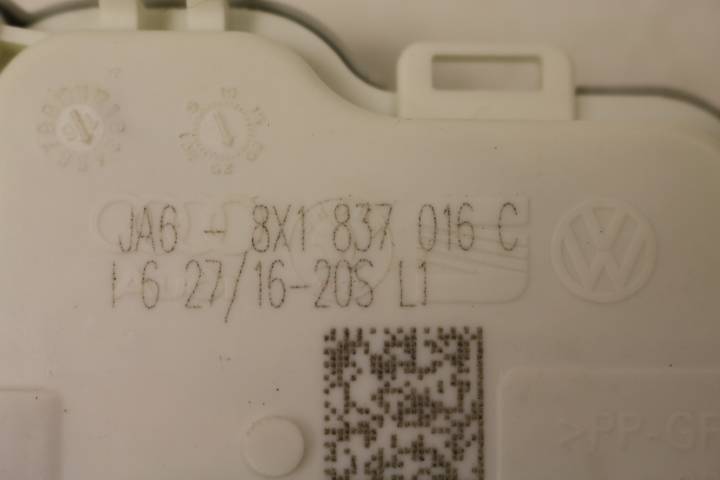 JA6 - 8X1 837 016 C
I 6 27/16-20S L1
>PP-GF